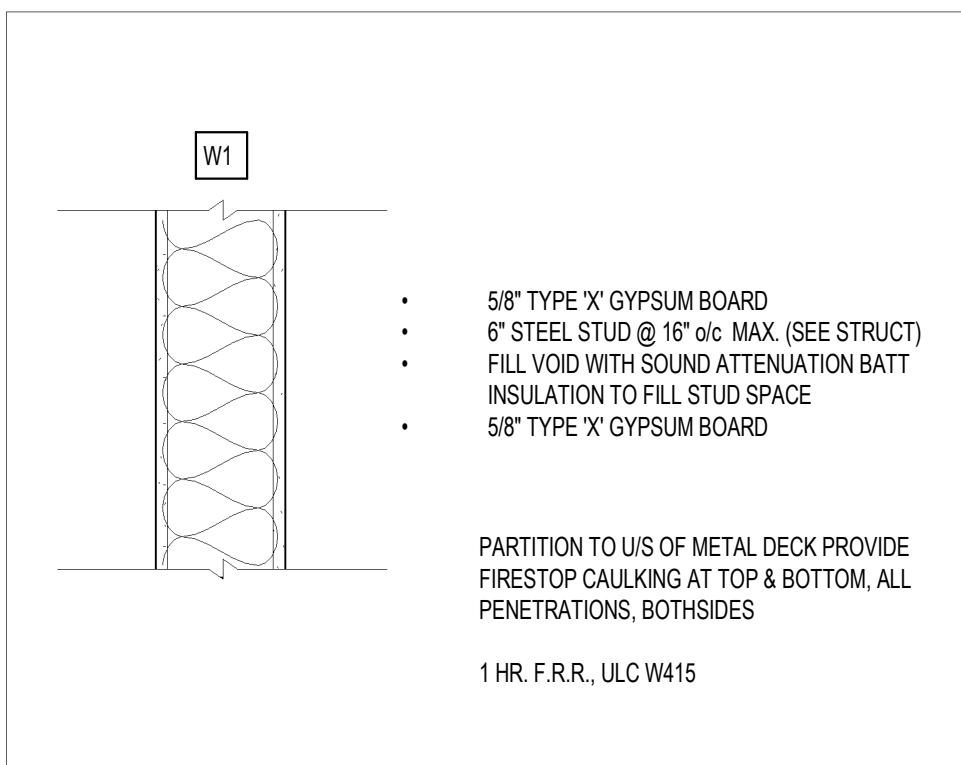 W1
• 5/8" TYPE 'X' GYPSUM BOARD
• 6" STEEL STUD @ 16" o/c MAX. (SEE STRUCT)
• FILL VOID WITH SOUND ATTENUATION BATT
INSULATION TO FILL STUD SPACE
• 5/8" TYPE 'X' GYPSUM BOARD
PARTITION TO U/S OF METAL DECK PROVIDE
FIRESTOP CAULKING AT TOP & BOTTOM, ALL
PENETRATIONS, BOTHSIDES
1 HR. F.R.R., ULC W415